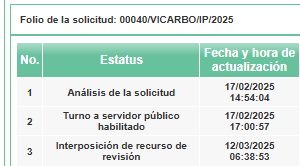 Folio de la solicitud: 00040/VICARBO/IP/2025
No. Estatus Fecha y hora de
actualización
1 Análisis de la solicitud 17/02/2025
14:54:04
2 Turno a servidor público
habilitado 17/02/2025
17:00:57
3 Interposición de recurso de
revisión 12/03/2025
06:38:53